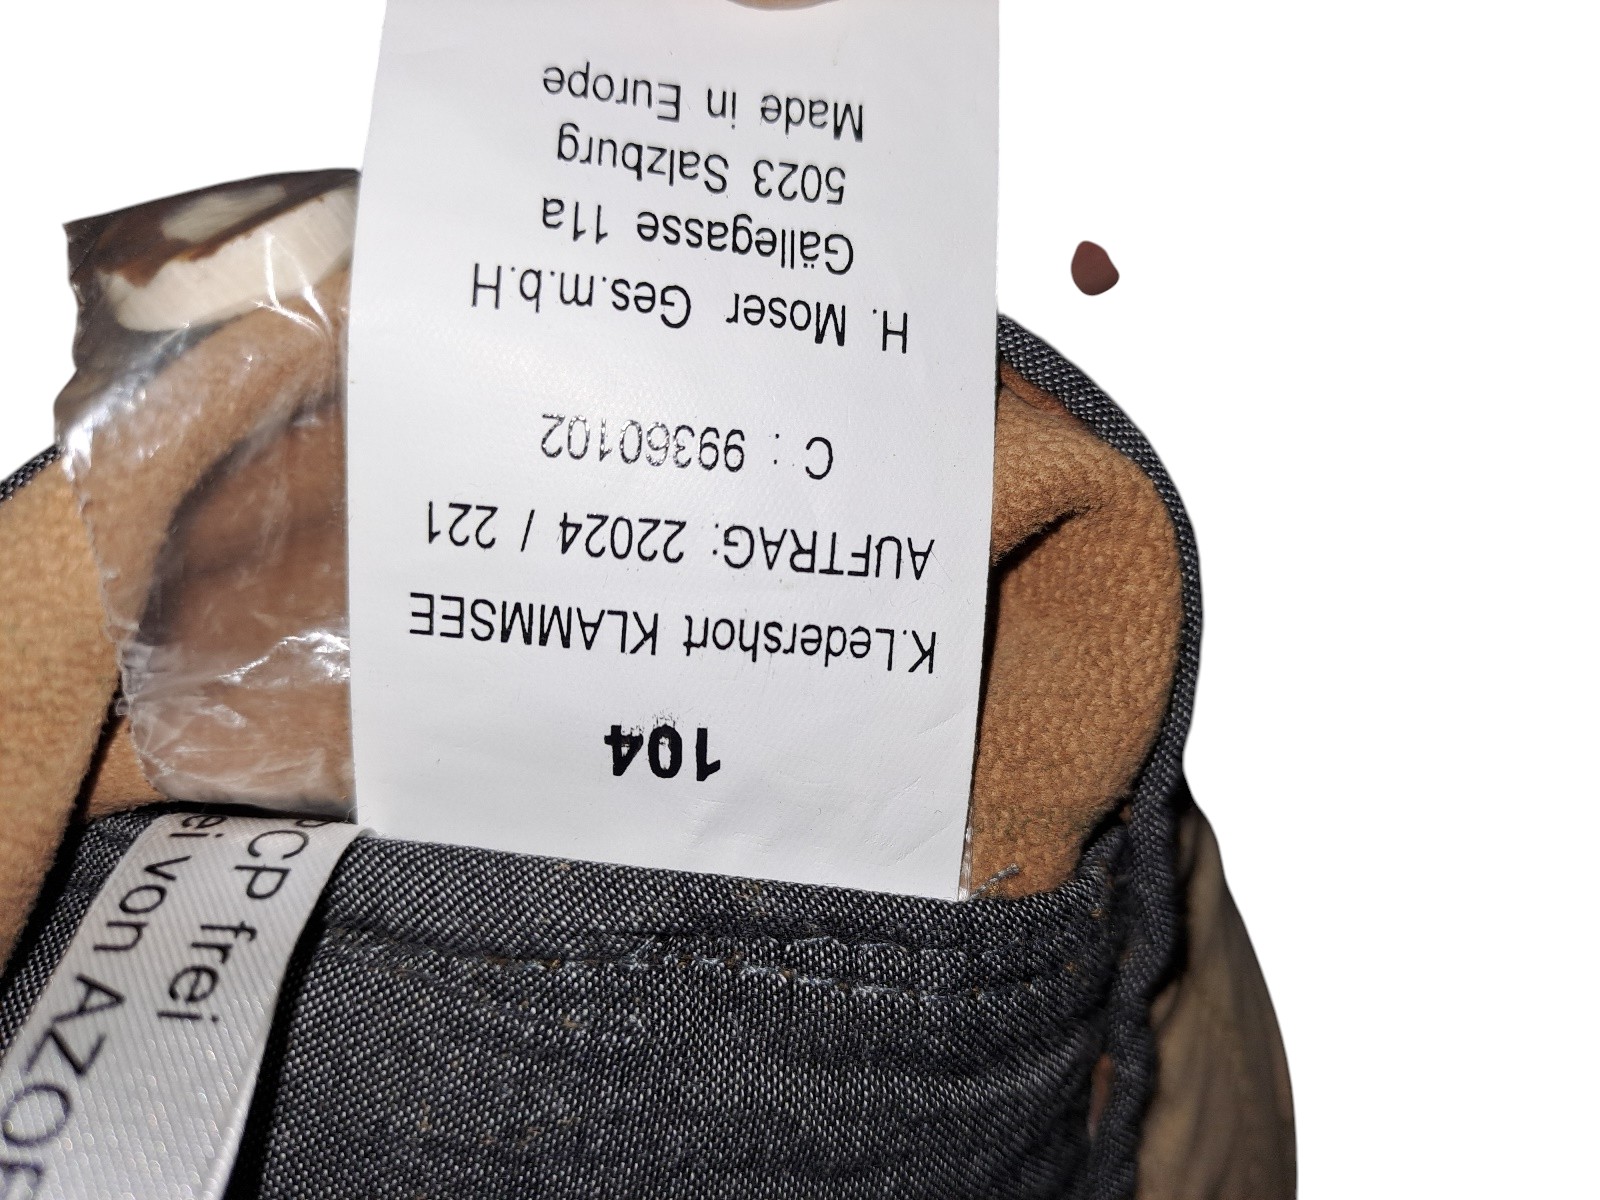 104
K.Ledershort KLAMMSEE
AUFTRAG: 22024 / 221
C : 99360102
H. Moser Ges.m.b.H
Gällegasse 11a
5023 Salzburg
Made in Europe
CP frei
ei von AZO